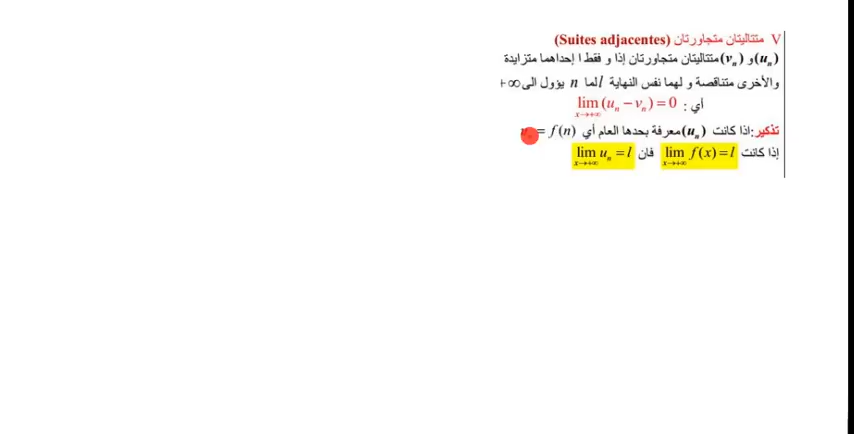 V متتاليتان متجاورتان (Suites adjacentes)
(uₙ) و (vₙ) متتاليتان متجاورتان إذا و فقط ا إحداهما متزايدة
والأخرى متناقصة و لهما نفس النهاية l لما n يؤول الى +∞
أي : lim(uₙ − vₙ) = 0
x→+∞
تذكير: اذا كانت (uₙ) معرفة بحدها العام أي = f(n)
إذا كانت lim f(x) = l فان lim uₙ = l
x→+∞ x→+∞